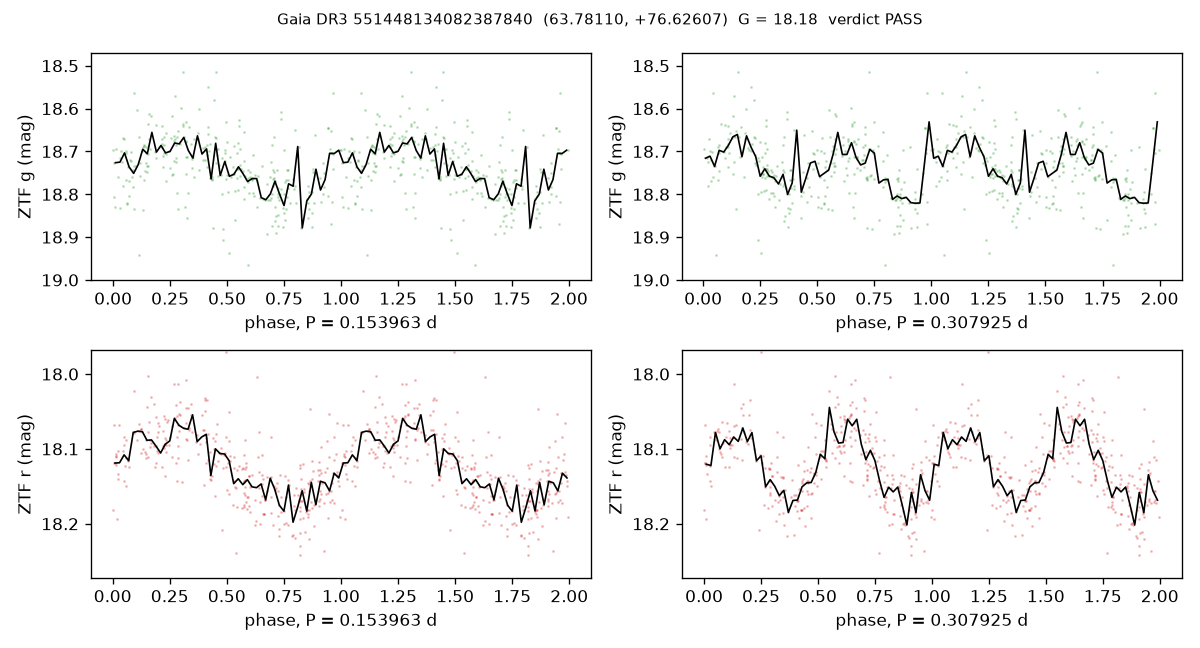 Gaia DR3 551448134082387840 (63.78110, +76.62607) G = 18.18 verdict PASS
ZTF g (mag)
18.5
18.6
18.7
18.8
18.9
19.0
0.00 0.25 0.50 0.75 1.00 1.25 1.50 1.75 2.00
phase, P = 0.153963 d
ZTF g (mag)
18.5
18.6
18.7
18.8
18.9
19.0
0.00 0.25 0.50 0.75 1.00 1.25 1.50 1.75 2.00
phase, P = 0.307925 d
ZTF r (mag)
18.0
18.1
18.2
0.00 0.25 0.50 0.75 1.00 1.25 1.50 1.75 2.00
phase, P = 0.153963 d
ZTF r (mag)
18.0
18.1
18.2
0.00 0.25 0.50 0.75 1.00 1.25 1.50 1.75 2.00
phase, P = 0.307925 d